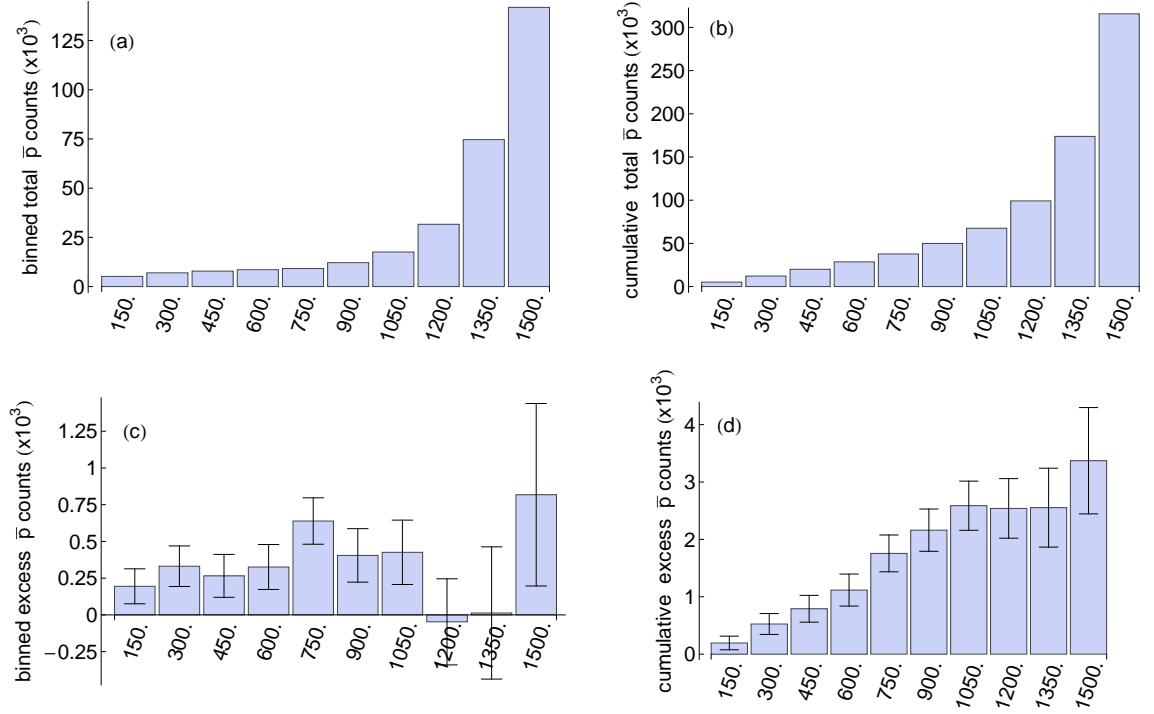 (a)
binned total p̅ counts (x10³)
125
100
75
50
25
0
150. 300. 450. 600. 750. 900. 1050. 1200. 1350. 1500.
(b)
cumulative total p̅ counts (x10³)
300
250
200
150
100
50
0
150. 300. 450. 600. 750. 900. 1050. 1200. 1350. 1500.
(c)
binned excess p̅ counts (x10³)
1.25
1
0.75
0.5
0.25
0
−0.25
150. 300. 450. 600. 750. 900. 1050. 1200. 1350. 1500.
(d)
cumulative excess p̅ counts (x10³)
4
3
2
1
0
150. 300. 450. 600. 750. 900. 1050. 1200. 1350. 1500.